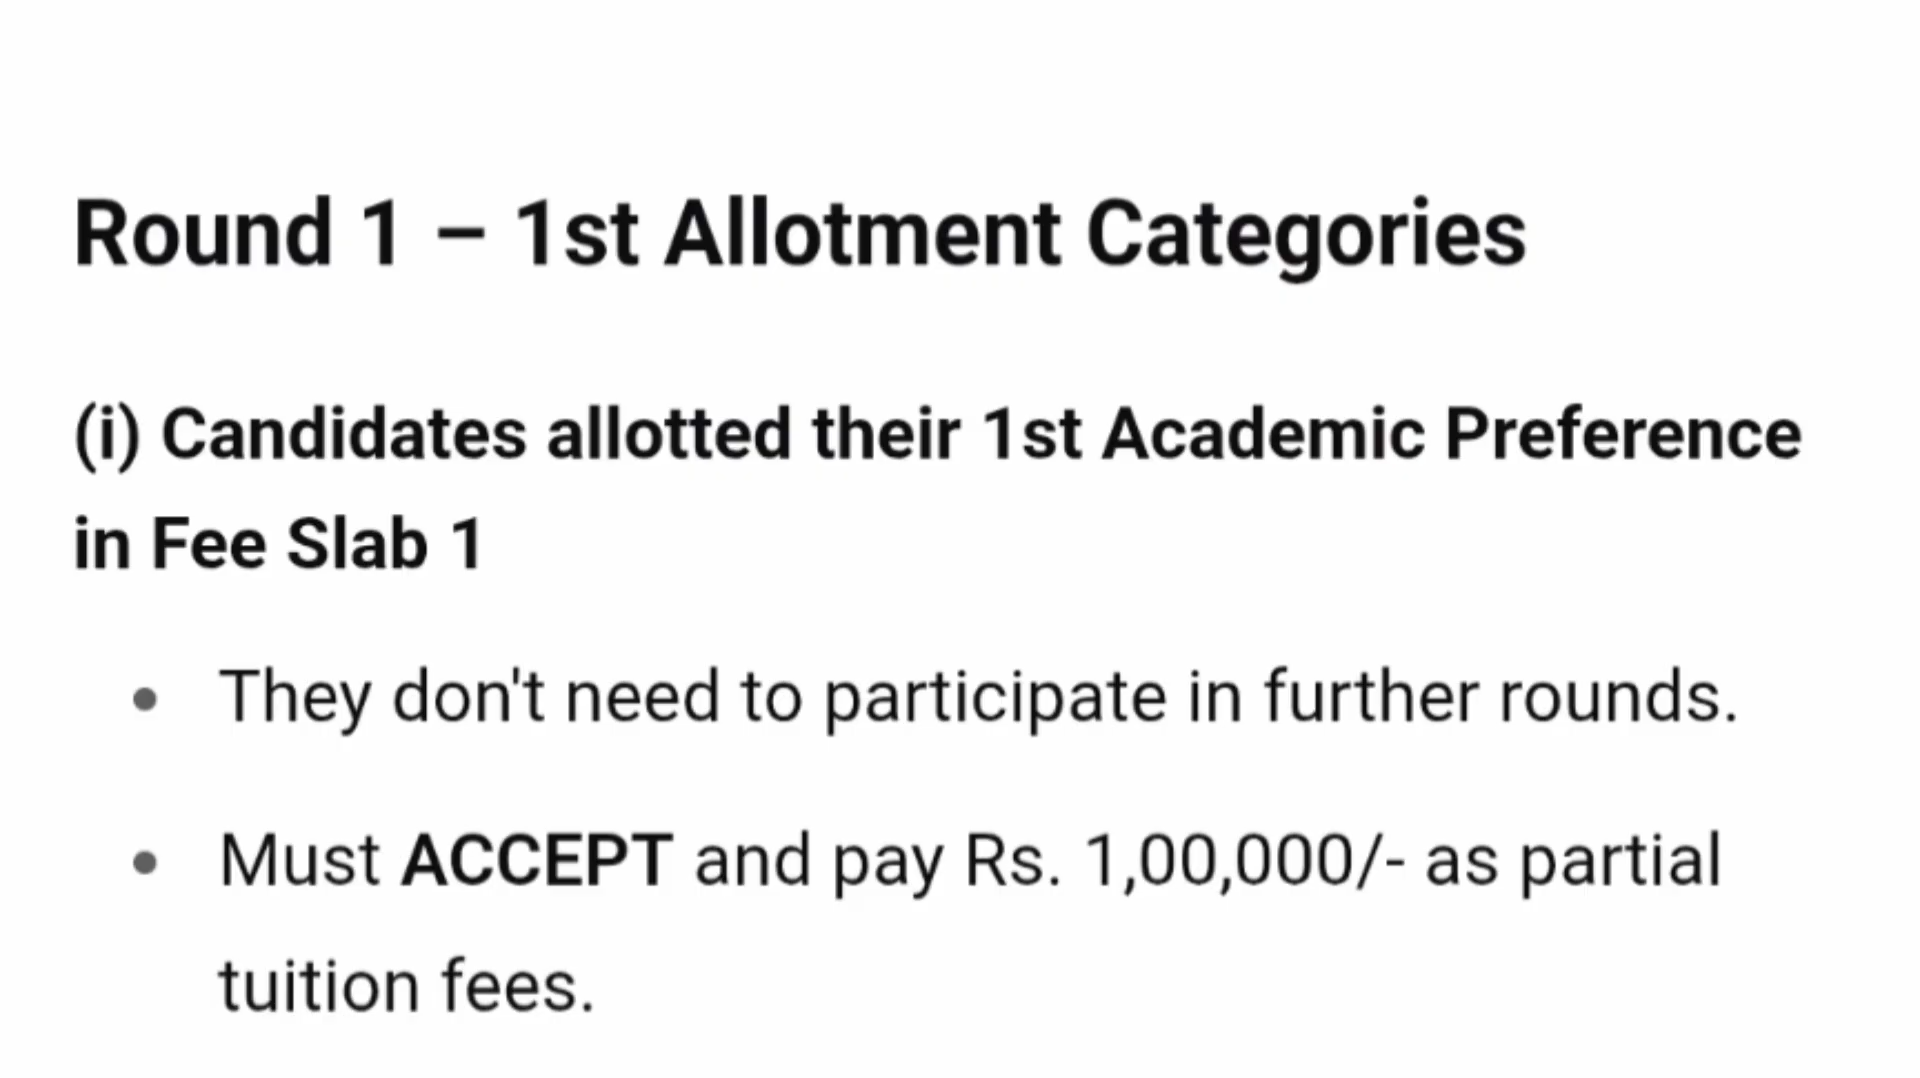 Round 1 – 1st Allotment Categories
(i) Candidates allotted their 1st Academic Preference
in Fee Slab 1
• They don't need to participate in further rounds.
• Must ACCEPT and pay Rs. 1,00,000/- as partial
tuition fees.